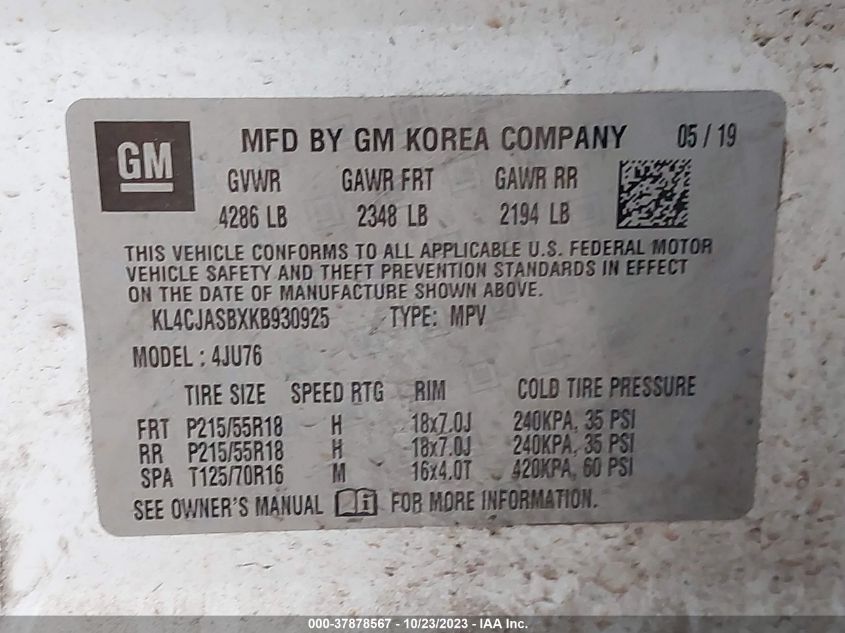 GM MFD BY GM KOREA COMPANY 05 / 19
GVWR GAWR FRT GAWR RR
4286 LB 2348 LB 2194 LB
THIS VEHICLE CONFORMS TO ALL APPLICABLE U.S. FEDERAL MOTOR
VEHICLE SAFETY AND THEFT PREVENTION STANDARDS IN EFFECT
ON THE DATE OF MANUFACTURE SHOWN ABOVE.
KL4CJASBXKB930925 TYPE: MPV
MODEL : 4JU76
TIRE SIZE SPEED RTG RIM COLD TIRE PRESSURE
FRT P215/55R18 H 18x7.0J 240KPA, 35 PSI
RR P215/55R18 H 18x7.0J 240KPA, 35 PSI
SPA T125/70R16 M 16x4.0T 420KPA, 60 PSI
SEE OWNER'S MANUAL FOR MORE INFORMATION.
000-37878567 - 10/23/2023 - IAA Inc.